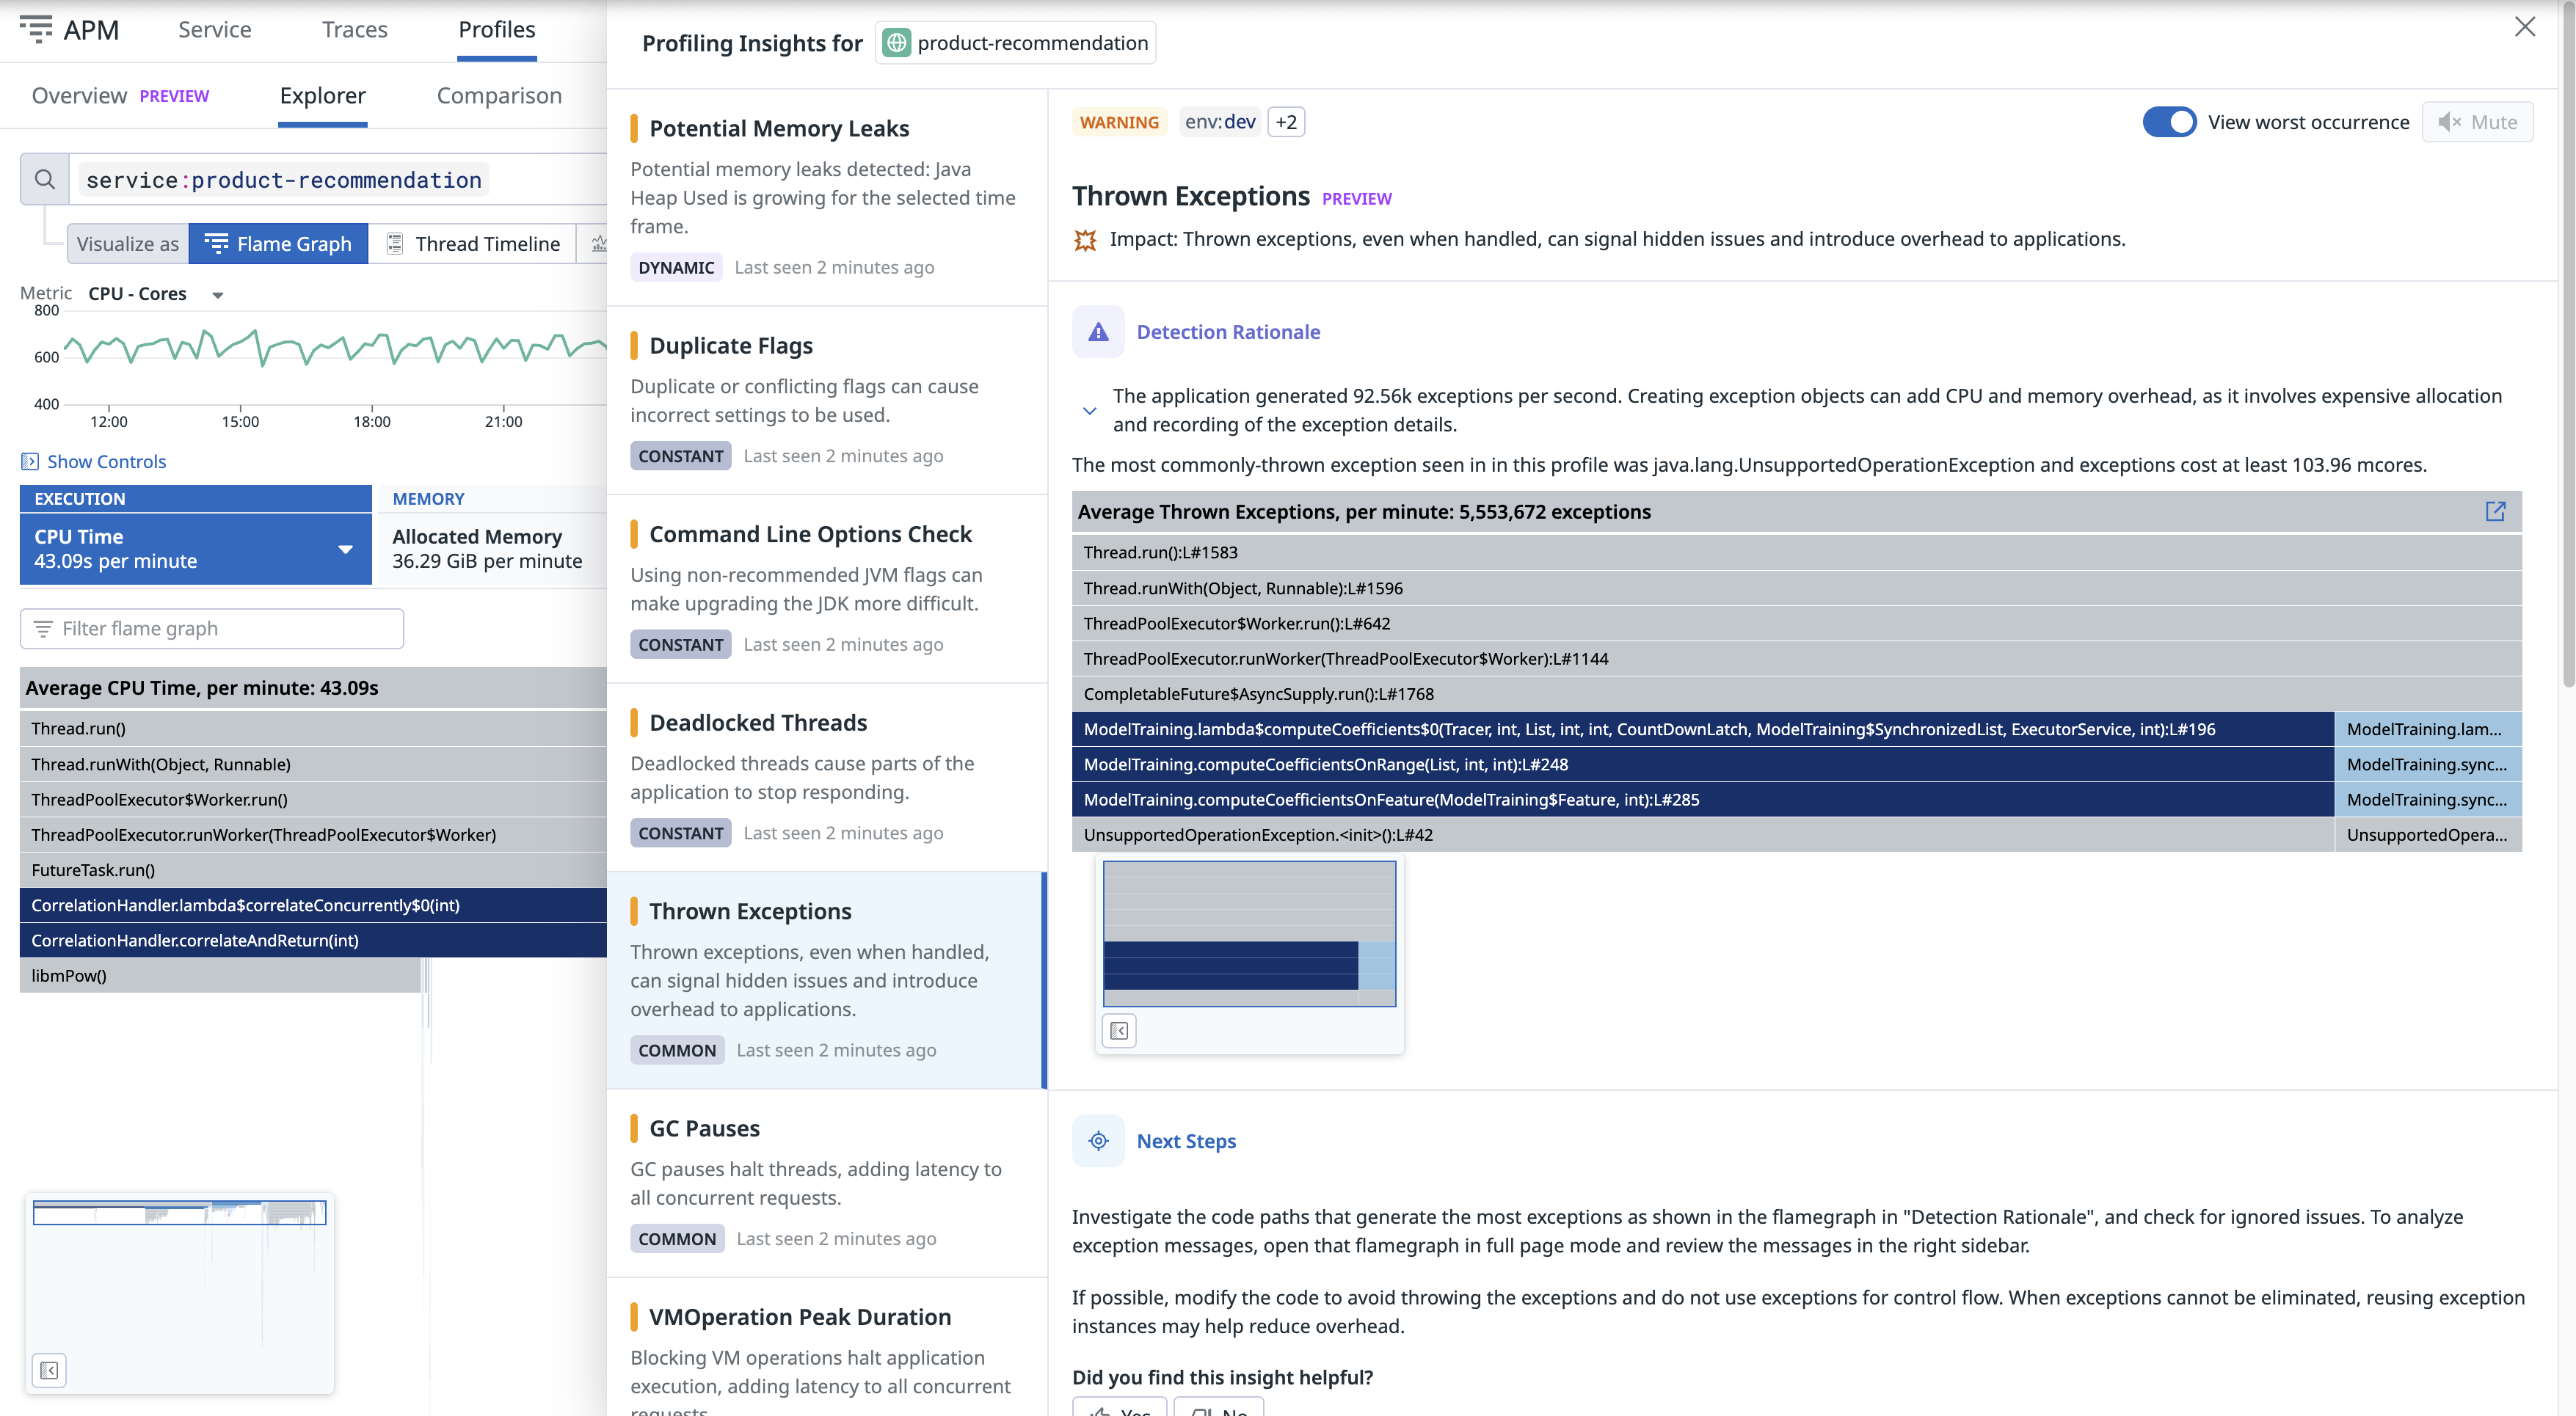 APM
Service
Traces
Profiles
Overview PREVIEW
Explorer
Comparison
service:product-recommendation
Visualize as
Flame Graph
Thread Timeline
Metric CPU - Cores
800
600
400
12:00
15:00
18:00
21:00
Show Controls
EXECUTION
CPU Time
43.09s per minute
MEMORY
Allocated Memory
36.29 GiB per minute
Filter flame graph
Average CPU Time, per minute: 43.09s
Thread.run()
Thread.runWith(Object, Runnable)
ThreadPoolExecutor$Worker.run()
ThreadPoolExecutor.runWorker(ThreadPoolExecutor$Worker)
FutureTask.run()
CorrelationHandler.lambda$correlateConcurrently$0(int)
CorrelationHandler.correlateAndReturn(int)
libmPow()
Profiling Insights for product-recommendation
Potential Memory Leaks
Potential memory leaks detected: Java
Heap Used is growing for the selected time
frame.
DYNAMIC Last seen 2 minutes ago
Duplicate Flags
Duplicate or conflicting flags can cause
incorrect settings to be used.
CONSTANT Last seen 2 minutes ago
Command Line Options Check
Using non-recommended JVM flags can
make upgrading the JDK more difficult.
CONSTANT Last seen 2 minutes ago
Deadlocked Threads
Deadlocked threads cause parts of the
application to stop responding.
CONSTANT Last seen 2 minutes ago
Thrown Exceptions
Thrown exceptions, even when handled,
can signal hidden issues and introduce
overhead to applications.
COMMON Last seen 2 minutes ago
GC Pauses
GC pauses halt threads, adding latency to
all concurrent requests.
COMMON Last seen 2 minutes ago
VMOperation Peak Duration
Blocking VM operations halt application
execution, adding latency to all concurrent
requests.
WARNING env:dev +2
View worst occurrence
Mute
Thrown Exceptions PREVIEW
Impact: Thrown exceptions, even when handled, can signal hidden issues and introduce overhead to applications.
Detection Rationale
The application generated 92.56k exceptions per second. Creating exception objects can add CPU and memory overhead, as it involves expensive allocation
and recording of the exception details.
The most commonly-thrown exception seen in in this profile was java.lang.UnsupportedOperationException and exceptions cost at least 103.96 mcores.
Average Thrown Exceptions, per minute: 5,553,672 exceptions
Thread.run():L#1583
Thread.runWith(Object, Runnable):L#1596
ThreadPoolExecutor$Worker.run():L#642
ThreadPoolExecutor.runWorker(ThreadPoolExecutor$Worker):L#1144
CompletableFuture$AsyncSupply.run():L#1768
ModelTraining.lambda$computeCoefficients$0(Tracer, int, List, int, int, CountDownLatch, ModelTraining$SynchronizedList, ExecutorService, int):L#196
ModelTraining.lam...
ModelTraining.computeCoefficientsOnRange(List, int, int):L#248
ModelTraining.sync...
ModelTraining.computeCoefficientsOnFeature(ModelTraining$Feature, int):L#285
ModelTraining.sync...
UnsupportedOperationException.<init>():L#42
UnsupportedOpera...
Next Steps
Investigate the code paths that generate the most exceptions as shown in the flamegraph in "Detection Rationale", and check for ignored issues. To analyze
exception messages, open that flamegraph in full page mode and review the messages in the right sidebar.
If possible, modify the code to avoid throwing the exceptions and do not use exceptions for control flow. When exceptions cannot be eliminated, reusing exception
instances may help reduce overhead.
Did you find this insight helpful?
Yes
No